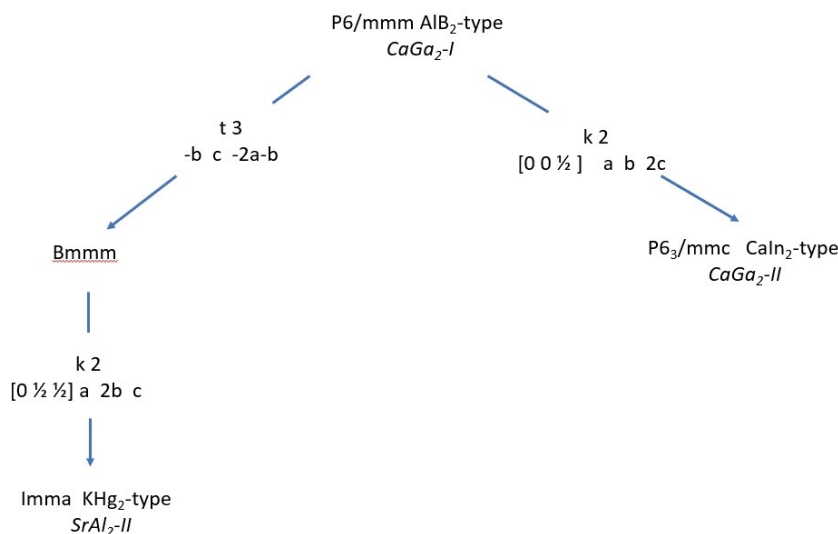 P6/mmm AlB₂-type
CaGa₂-I
t 3
-b c -2a-b
k 2
[0 0 ½ ] a b 2c
Bmmm
P6₃/mmc CaIn₂-type
CaGa₂-II
k 2
[0 ½ ½] a 2b c
Imma KHg₂-type
SrAl₂-II